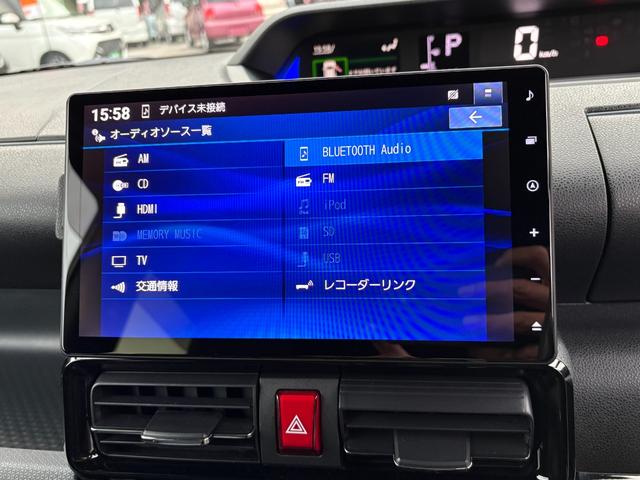 15:58 デバイス未接続
オーディオソース一覧
AM
BLUETOOTH Audio
CD
FM
HDMI
iPod
MEMORY MUSIC
SD
TV
USB
交通情報
レコーダーリンク
P
0
km/h